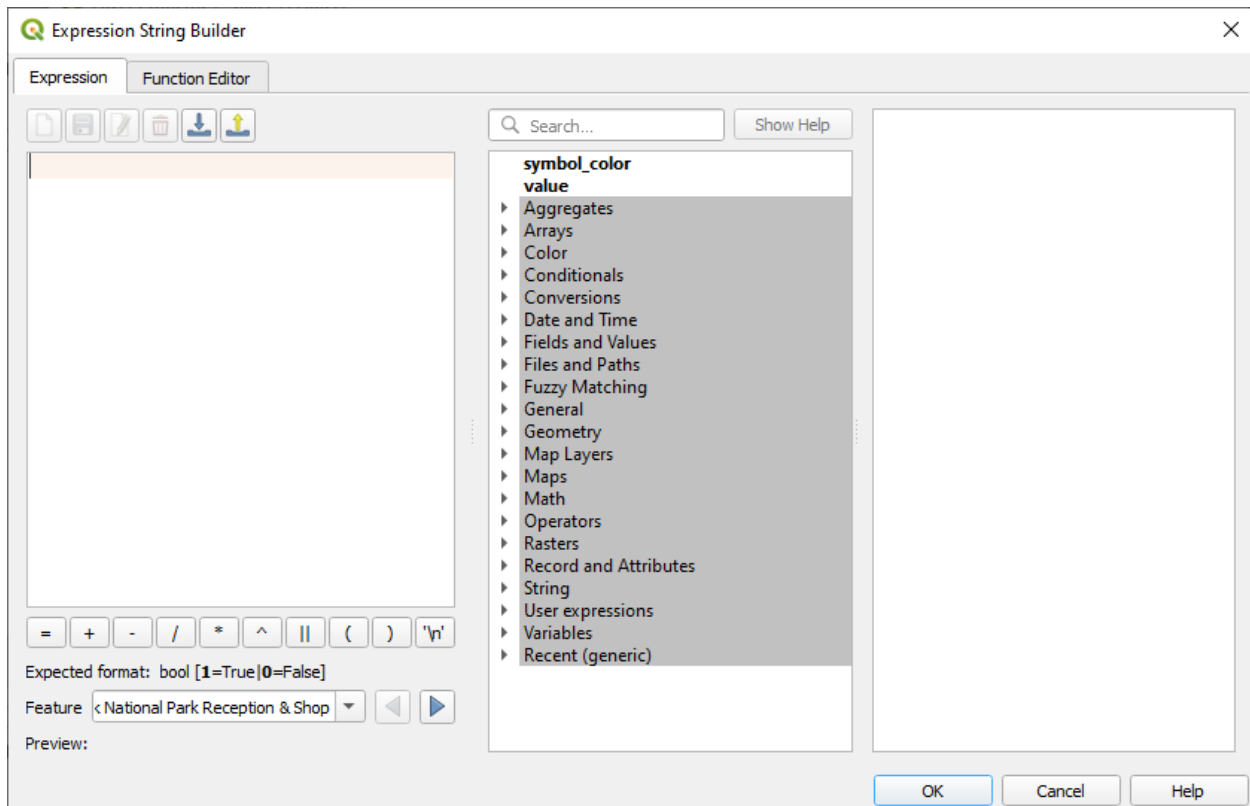 Expression String Builder
Expression Function Editor
Search... Show Help
symbol_color
value
Aggregates
Arrays
Color
Conditionals
Conversions
Date and Time
Fields and Values
Files and Paths
Fuzzy Matching
General
Geometry
Map Layers
Maps
Math
Operators
Rasters
Record and Attributes
String
User expressions
Variables
Recent (generic)
= + - / * ^ || ( ) '\n'
Expected format: bool [1=True|0=False]
Feature National Park Reception & Shop
Preview:
OK Cancel Help